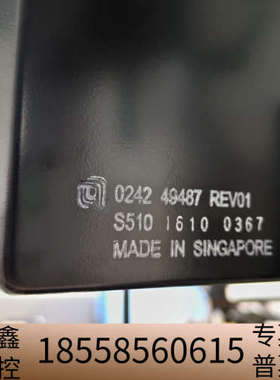 0242 49487 REV01
S510 1610 0367
MADE IN SINGAPORE
鑫
控
18558560615
专
普